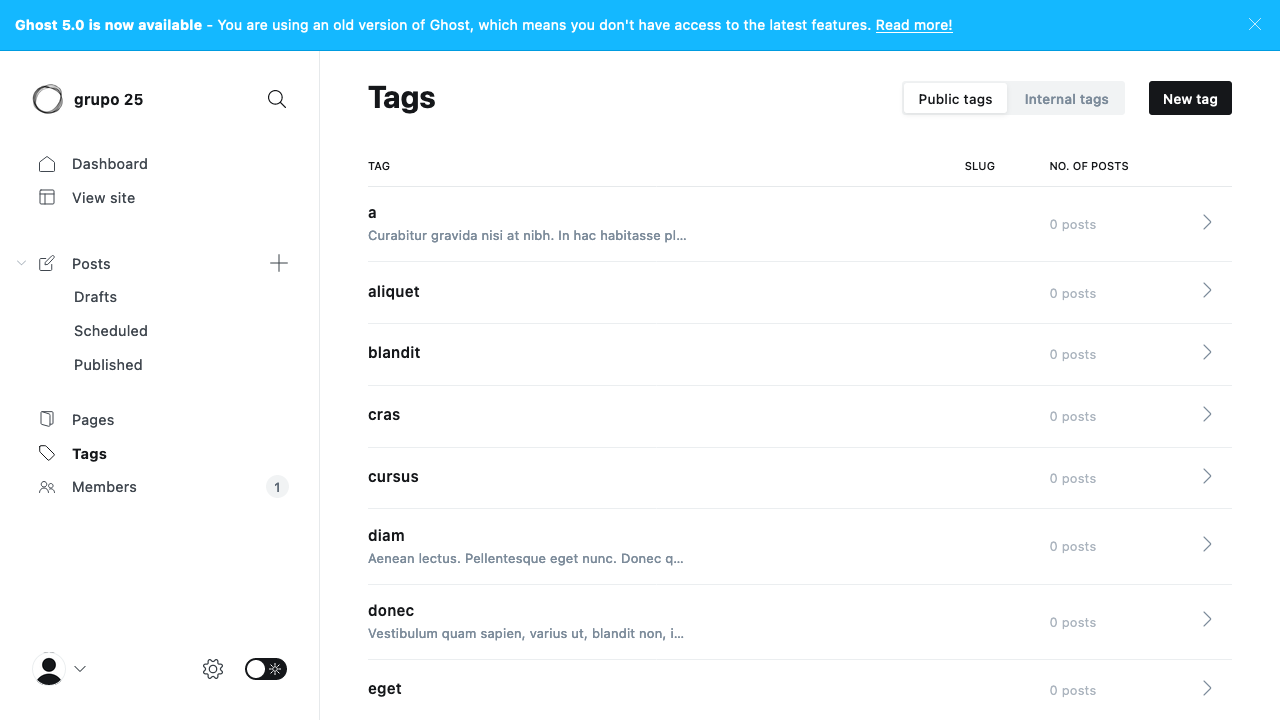 Ghost 5.0 is now available - You are using an old version of Ghost, which means you don't have access to the latest features. Read more!
grupo 25
Dashboard
View site
Posts
Drafts
Scheduled
Published
Pages
Tags
Members 1
Tags
Public tags Internal tags New tag
TAG SLUG NO. OF POSTS
a
Curabitur gravida nisi at nibh. In hac habitasse pl...
0 posts
aliquet 0 posts
blandit 0 posts
cras 0 posts
cursus 0 posts
diam
Aenean lectus. Pellentesque eget nunc. Donec q...
0 posts
donec
Vestibulum quam sapien, varius ut, blandit non, i...
0 posts
eget 0 posts